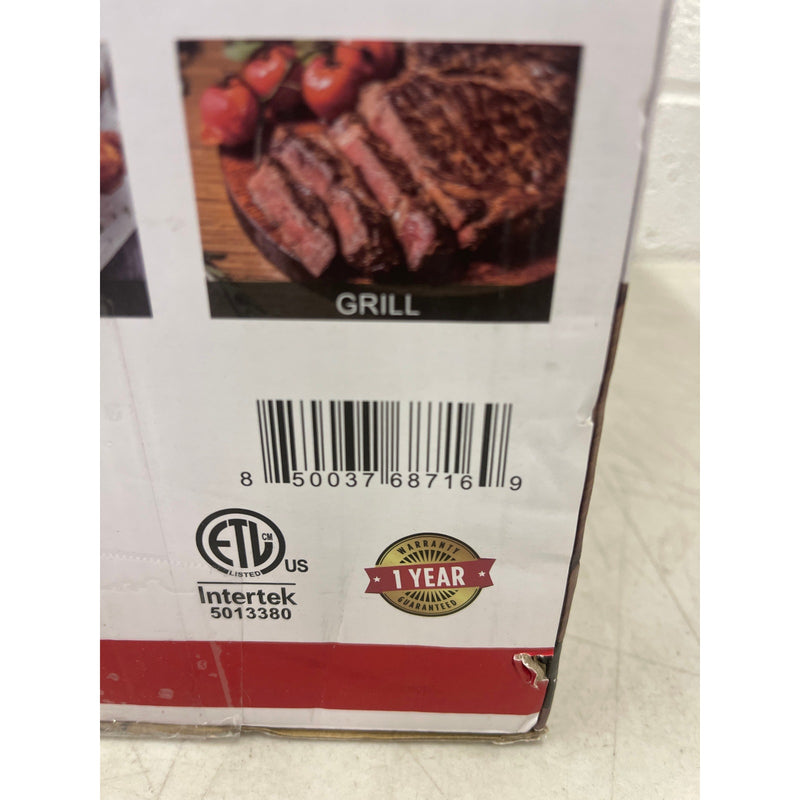 GRILL
8 50037 68716 9
ETL CM
LISTED
US
Intertek
5013380
WARRANTY
★ 1 YEAR ★
GUARANTEED